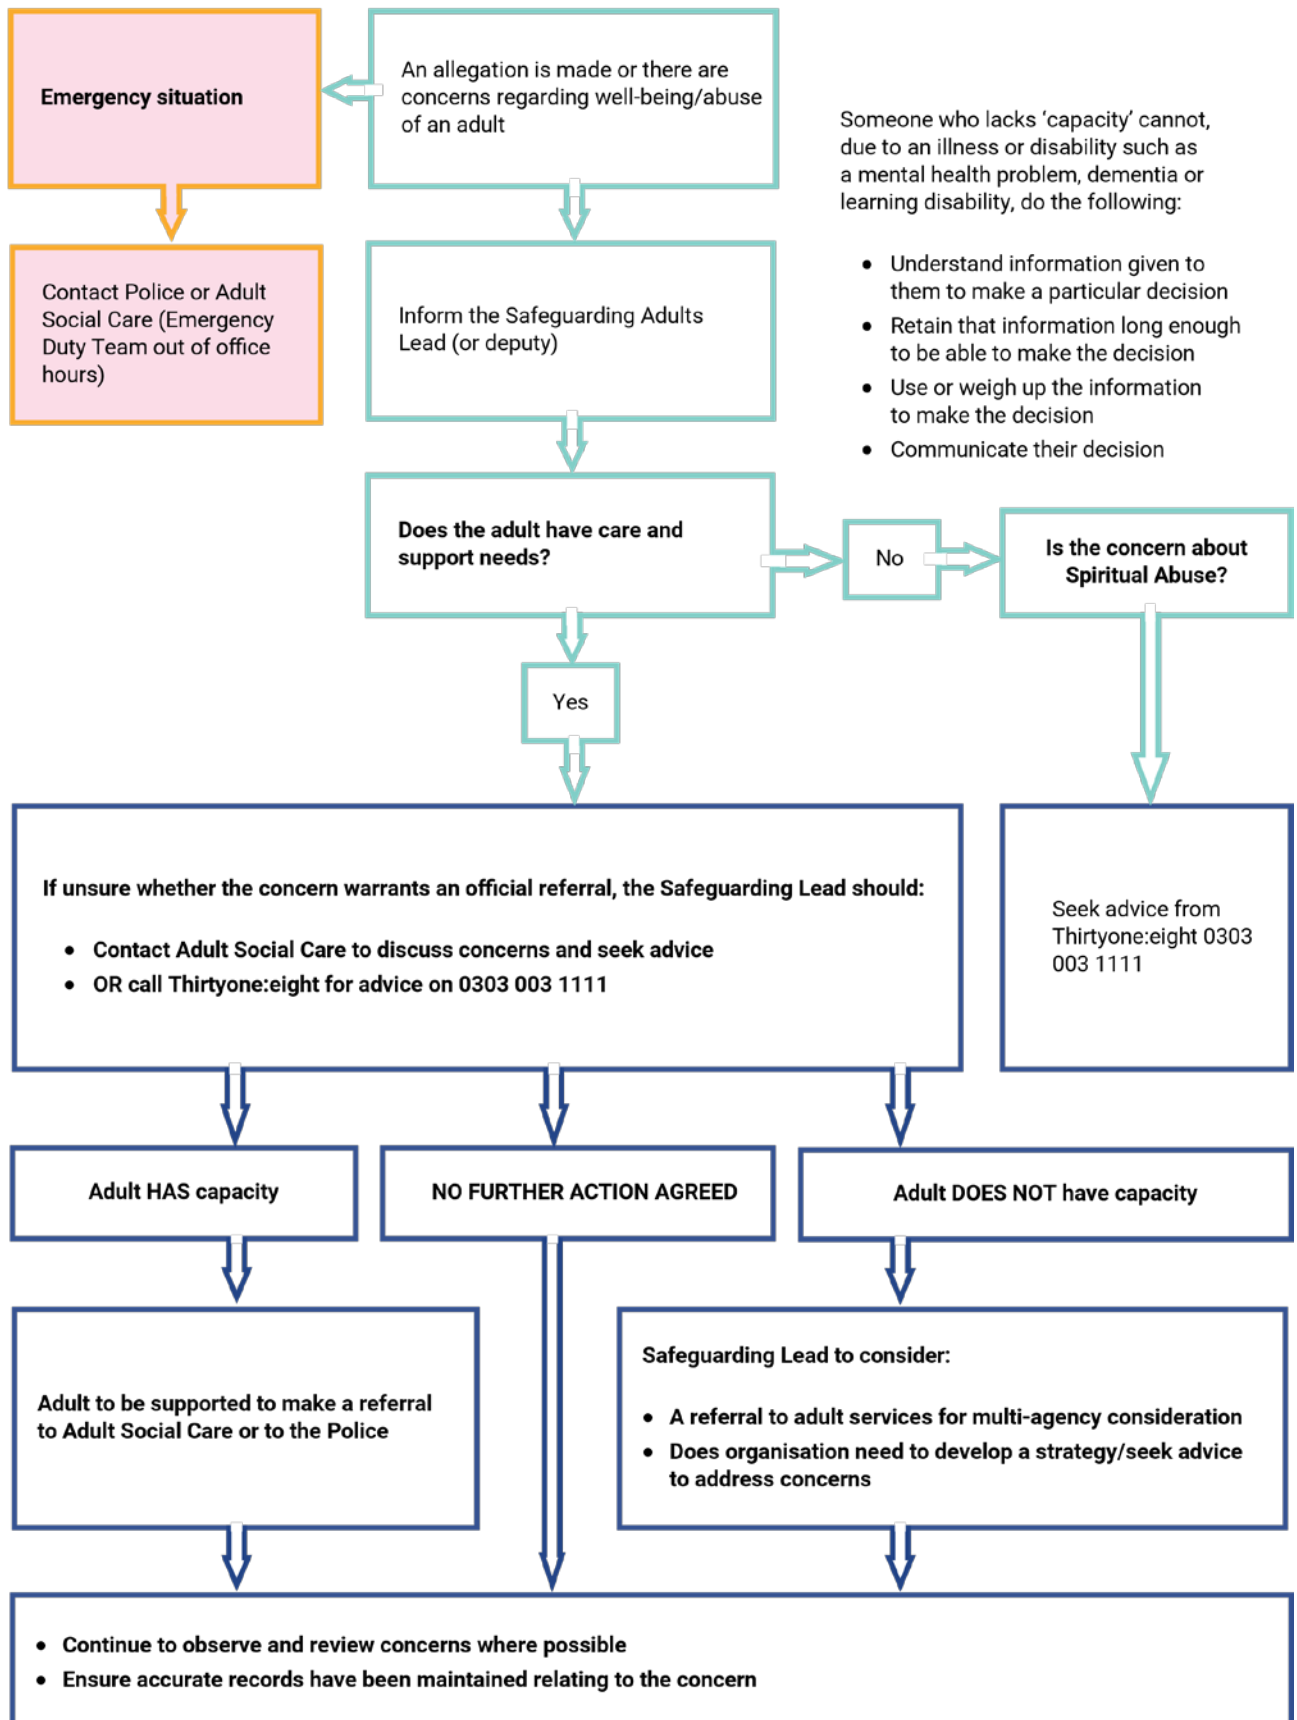 Emergency situation
An allegation is made or there are
concerns regarding well-being/abuse
of an adult
Someone who lacks ‘capacity’ cannot,
due to an illness or disability such as
a mental health problem, dementia or
learning disability, do the following:
• Understand information given to
them to make a particular decision
• Retain that information long enough
to be able to make the decision
• Use or weigh up the information
to make the decision
• Communicate their decision
Contact Police or Adult
Social Care (Emergency
Duty Team out of office
hours)
Inform the Safeguarding Adults
Lead (or deputy)
Does the adult have care and
support needs?
No
Is the concern about
Spiritual Abuse?
Yes
If unsure whether the concern warrants an official referral, the Safeguarding Lead should:
• Contact Adult Social Care to discuss concerns and seek advice
• OR call Thirtyone:eight for advice on 0303 003 1111
Seek advice from
Thirtyone:eight 0303
003 1111
Adult HAS capacity
NO FURTHER ACTION AGREED
Adult DOES NOT have capacity
Adult to be supported to make a referral
to Adult Social Care or to the Police
Safeguarding Lead to consider:
• A referral to adult services for multi-agency consideration
• Does organisation need to develop a strategy/seek advice
to address concerns
• Continue to observe and review concerns where possible
• Ensure accurate records have been maintained relating to the concern